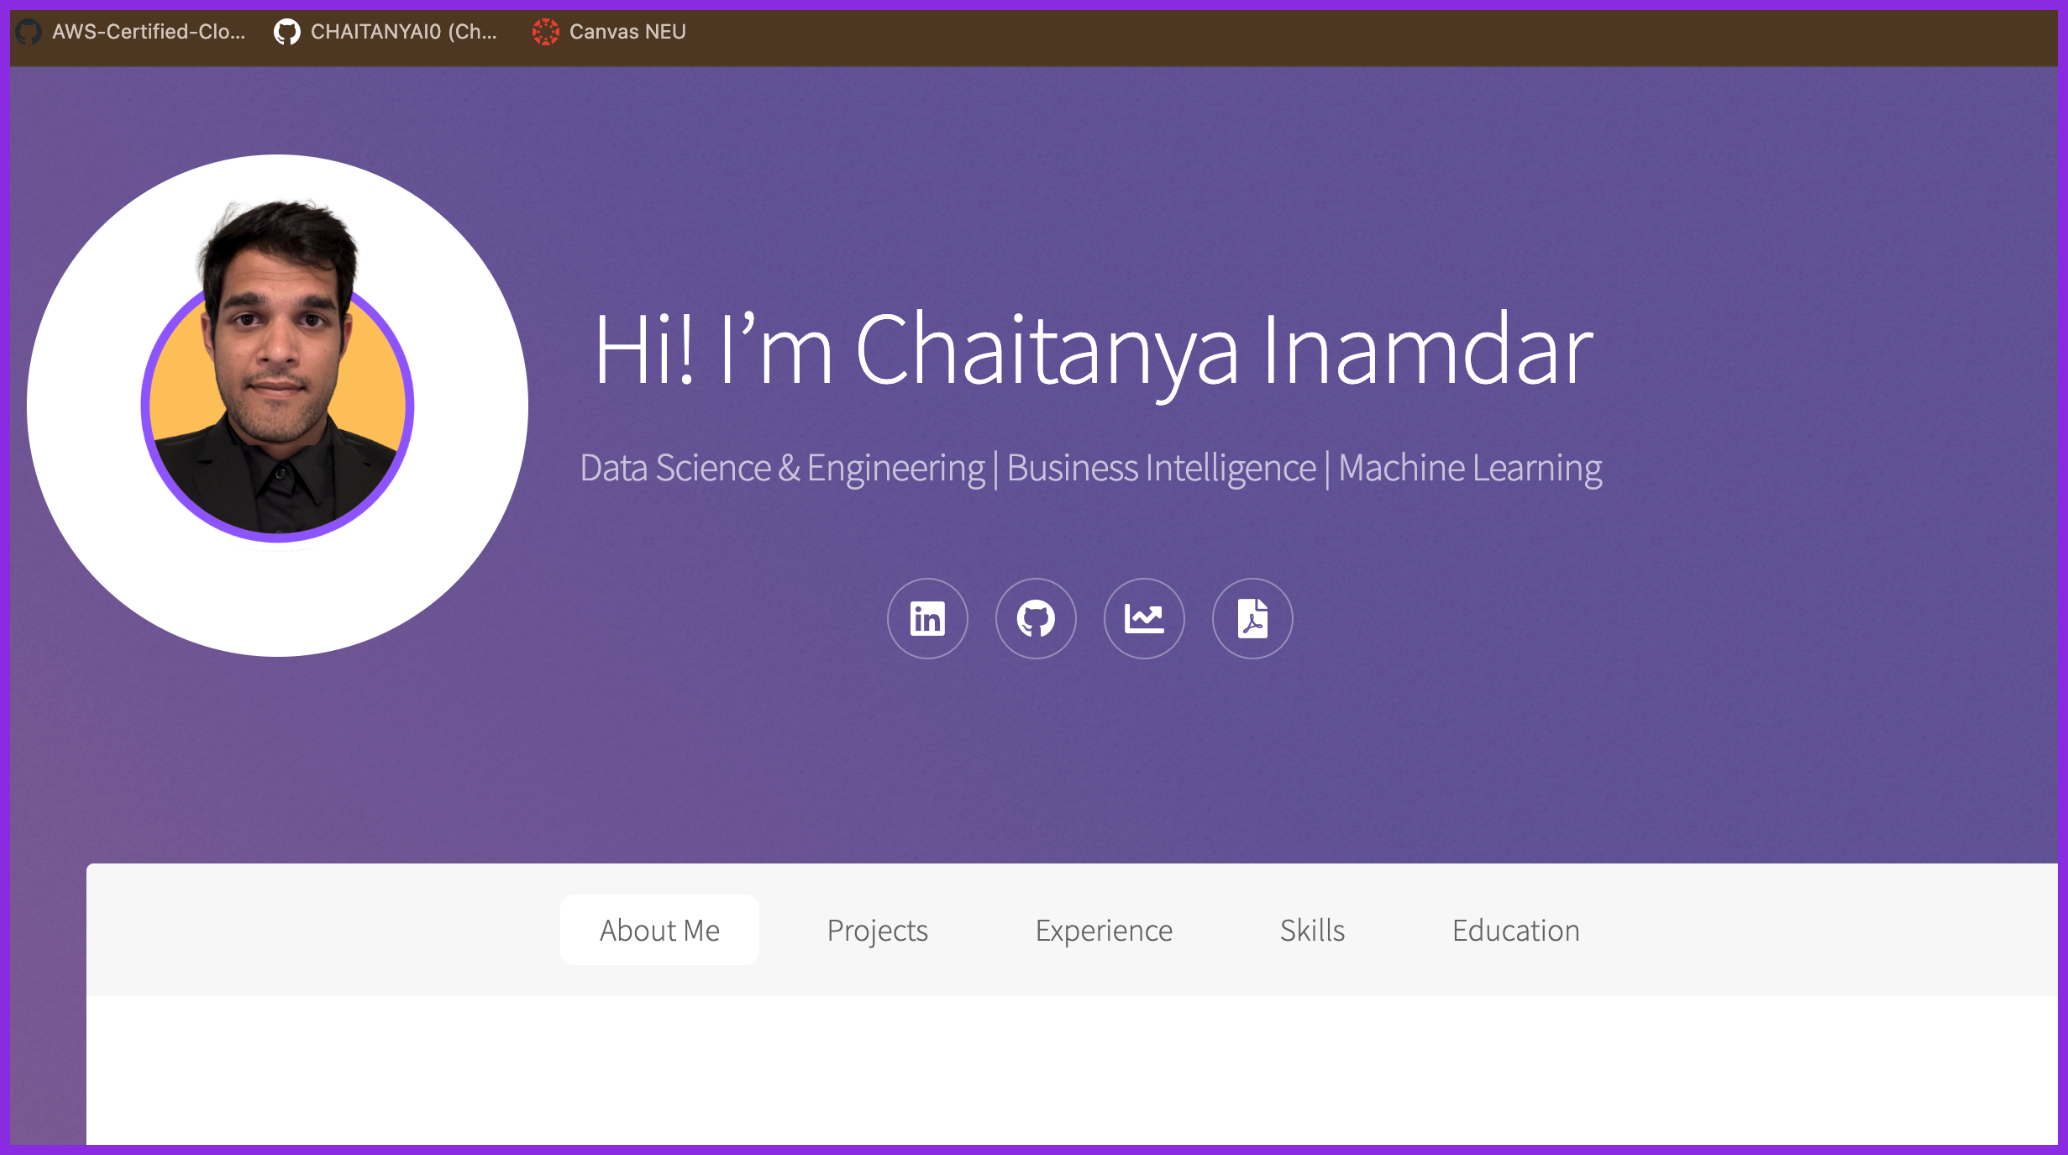 AWS-Certified-Clo... CHAITANYAI0 (Ch... Canvas NEU
Hi! I’m Chaitanya Inamdar
Data Science & Engineering | Business Intelligence | Machine Learning
in
About Me Projects Experience Skills Education